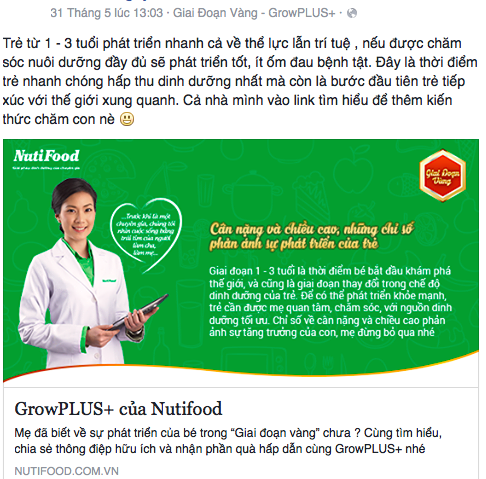 31 Tháng 5 lúc 13:03 · Giai Đoạn Vàng - GrowPLUS+ ·
Trẻ từ 1 - 3 tuổi phát triển nhanh cả về thể lực lẫn trí tuệ , nếu được chăm
sóc nuôi dưỡng đầy đủ sẽ phát triển tốt, ít ốm đau bệnh tật. Đây là thời điểm
trẻ nhanh chóng hấp thu dinh dưỡng nhất mà còn là bước đầu tiên trẻ tiếp
xúc với thế giới xung quanh. Cả nhà mình vào link tìm hiểu để thêm kiến
thức chăm con nè 😃
NutiFood
Giải pháp dinh dưỡng của chuyên gia
Giai Đoạn
Vàng
...Trước khi là một
chuyên gia, chúng tôi
nhìn cuộc sống bằng
trái tim của người
làm cha,
làm mẹ...
NutiFood
Cân nặng và chiều cao, những chỉ số
phản ánh sự phát triển của trẻ
Giai đoạn 1 - 3 tuổi là thời điểm bé bắt đầu khám phá
thế giới, và cũng là giai đoạn thay đổi trong chế độ
dinh dưỡng của trẻ. Để có thể phát triển khỏe mạnh,
trẻ cần được mẹ quan tâm, chăm sóc, với nguồn dinh
dưỡng tối ưu. Chỉ số về cân nặng và chiều cao phản
ánh sự tăng trưởng của con, mẹ đừng bỏ qua nhé
GrowPLUS+ của Nutifood
Mẹ đã biết về sự phát triển của bé trong “Giai đoạn vàng” chưa ? Cùng tìm hiểu,
chia sẻ thông điệp hữu ích và nhận phần quà hấp dẫn cùng GrowPLUS+ nhé
NUTIFOOD.COM.VN